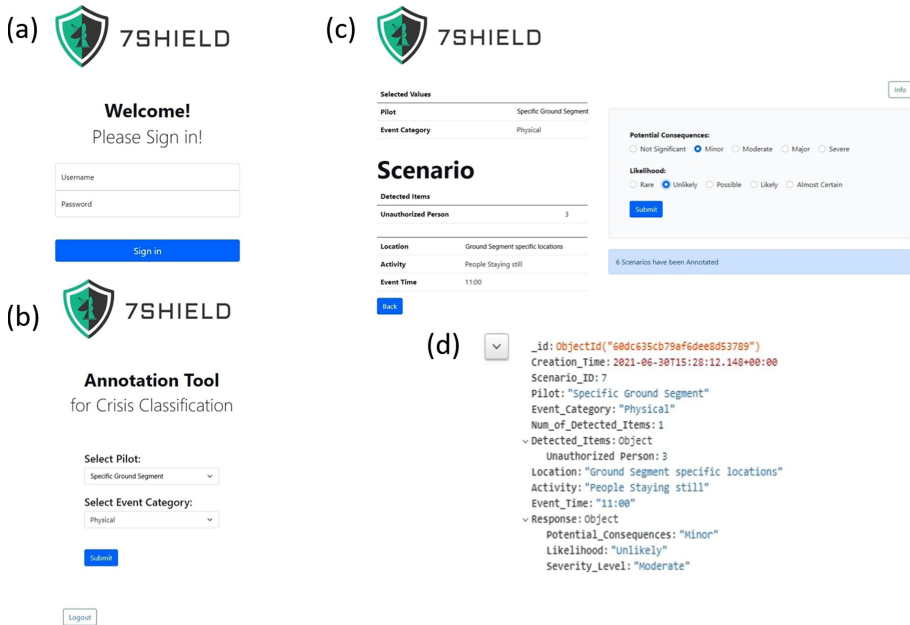 (a)
7SHIELD
Welcome!
Please Sign in!
Username
Password
Sign in
(b)
7SHIELD
Annotation Tool
for Crisis Classification
Select Pilot:
Specific Ground Segment
Select Event Category:
Physical
Submit
Logout
(c)
7SHIELD
Info
Selected Values
Pilot Specific Ground Segment
Event Category Physical
Scenario
Detected Items
Unauthorized Person 3
Location Ground Segment specific locations
Activity People Staying still
Event Time 11:00
Back
Potential Consequences:
Not Significant Minor Moderate Major Severe
Likelihood:
Rare Unlikely Possible Likely Almost Certain
Submit
6 Scenarios have been Annotated
(d)
_id: ObjectId("60dc635cb79af6dee8d53789")
Creation_Time: 2021-06-30T15:28:12.148+00:00
Scenario_ID: 7
Pilot: "Specific Ground Segment"
Event_Category: "Physical"
Num_of_Detected_Items: 1
Detected_Items: Object
Unauthorized Person: 3
Location: "Ground Segment specific locations"
Activity: "People Staying still"
Event_Time: "11:00"
Response: Object
Potential_Consequences: "Minor"
Likelihood: "Unlikely"
Severity_Level: "Moderate"